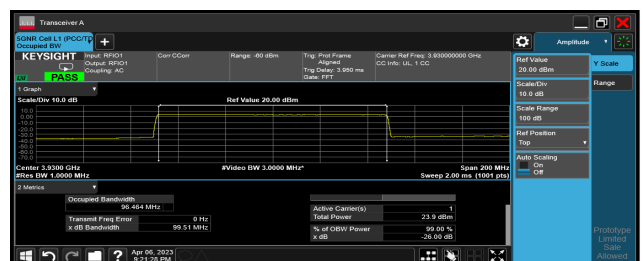 Transceiver A
5GNR Cell L1 (PCC/TD
Occupied BW
Amplitude
KEYSIGHT
Input: RFIO1
Output: RFIO1
Coupling: AC
Corr CCorr
Range: -60 dBm
Trig: Prot Frame
Aligned
Trig Delay: 3.950 ms
Gate: FFT
Carrier Ref Freq: 3.930000000 GHz
CC Info: UL, 1 CC
PASS
Ref Value
20.00 dBm
Y Scale
Scale/Div
10.0 dB
Range
Scale Range
100 dB
Ref Position
Top
Auto Scaling
On
Off
1 Graph
Scale/Div 10.0 dB
Ref Value 20.00 dBm
10.0
0.00
-10.0
-20.0
-30.0
-40.0
-50.0
-60.0
-70.0
Center 3.9300 GHz
#Video BW 3.0000 MHz*
Span 200 MHz
#Res BW 1.0000 MHz
Sweep 2.00 ms (1001 pts)
2 Metrics
Occupied Bandwidth
96.464 MHz
Active Carrier(s) 1
Total Power 23.9 dBm
Transmit Freq Error 0 Hz
x dB Bandwidth 99.51 MHz
% of OBW Power 99.00 %
x dB -26.00 dB
Prototype
Limited
Sale
Allowed
Apr 06, 2023
9:21:28 PM